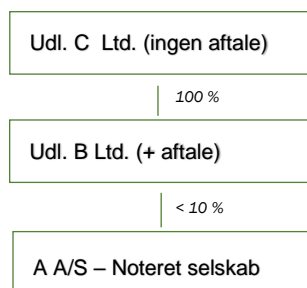 Udl. C  Ltd. (ingen aftale)
100 %
Udl. B Ltd. (+ aftale)
< 10 %
A A/S – Noteret selskab